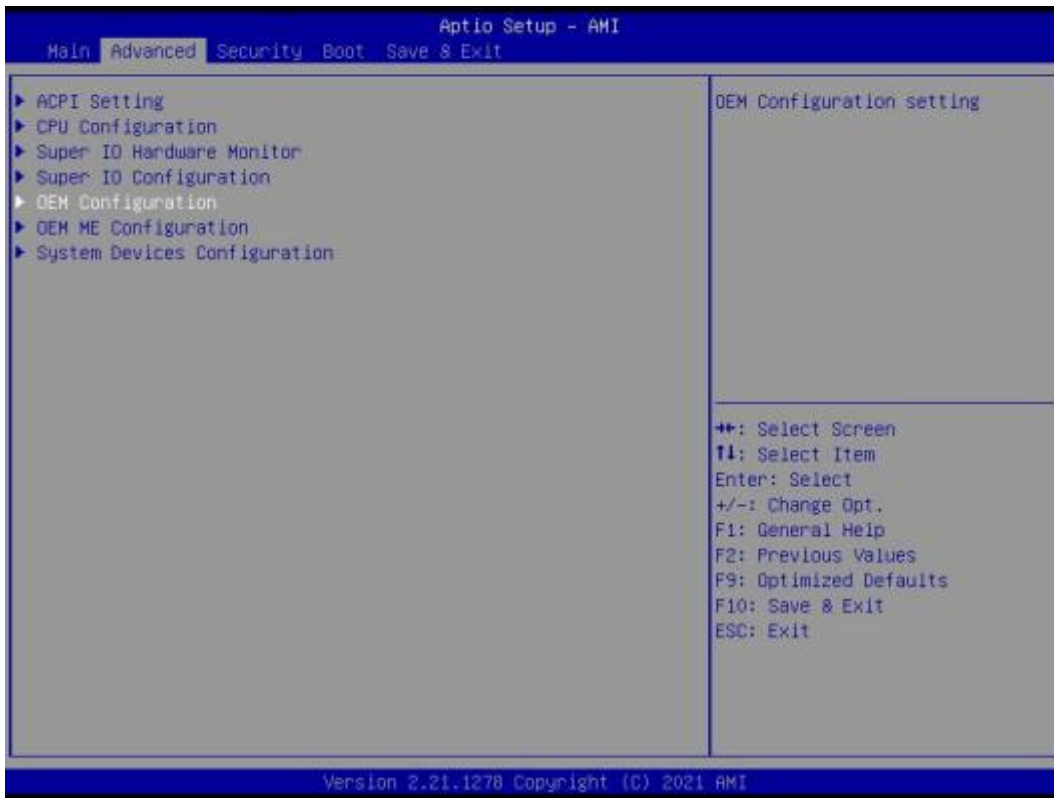 Aptio Setup - AMI
Main Advanced Security Boot Save & Exit
ACPI Setting
CPU Configuration
Super IO Hardware Monitor
Super IO Configuration
OEM Configuration
OEM ME Configuration
System Devices Configuration
OEM Configuration setting
→←: Select Screen
↑↓: Select Item
Enter: Select
+/-: Change Opt.
F1: General Help
F2: Previous Values
F9: Optimized Defaults
F10: Save & Exit
ESC: Exit
Version 2.21.1278 Copyright (C) 2021 AMI